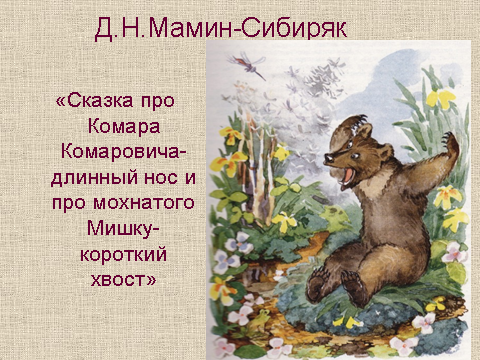 Д.Н.Мамин-Сибиряк
«Сказка про
Комара
Комаровича-
длинный нос и
про мохнатого
Мишку-
короткий
хвост»